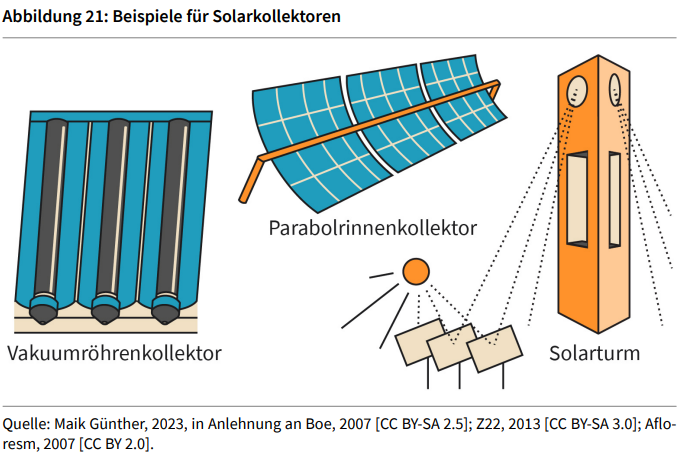 Abbildung 21: Beispiele für Solarkollektoren
Parabolrinnenkollektor
Vakuumröhrenkollektor
Solarturm
Quelle: Maik Günther, 2023, in Anlehnung an Boe, 2007 [CC BY-SA 2.5]; Z22, 2013 [CC BY-SA 3.0]; Aflo-
resm, 2007 [CC BY 2.0].